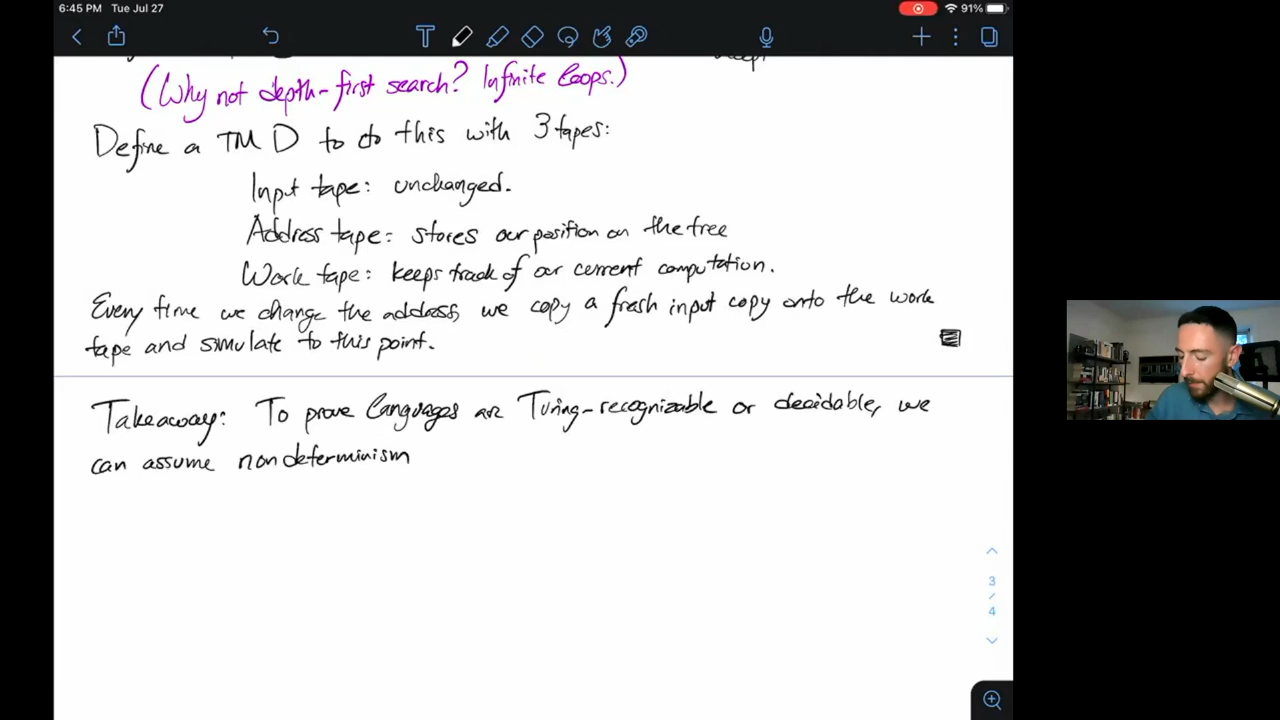 6:45 PM Tue Jul 27
91%
(Why not depth-first search? Infinite loops.)
Define a TM D to do this with 3 tapes:
Input tape: unchanged.
Address tape: stores our position on the tree
Work tape: keeps track of our current computation.
Every time we change the address, we copy a fresh input copy onto the work
tape and simulate to this point.
Takeaway: To prove languages are Turing-recognizable or decidable, we
can assume nondeterminism
3
/
4